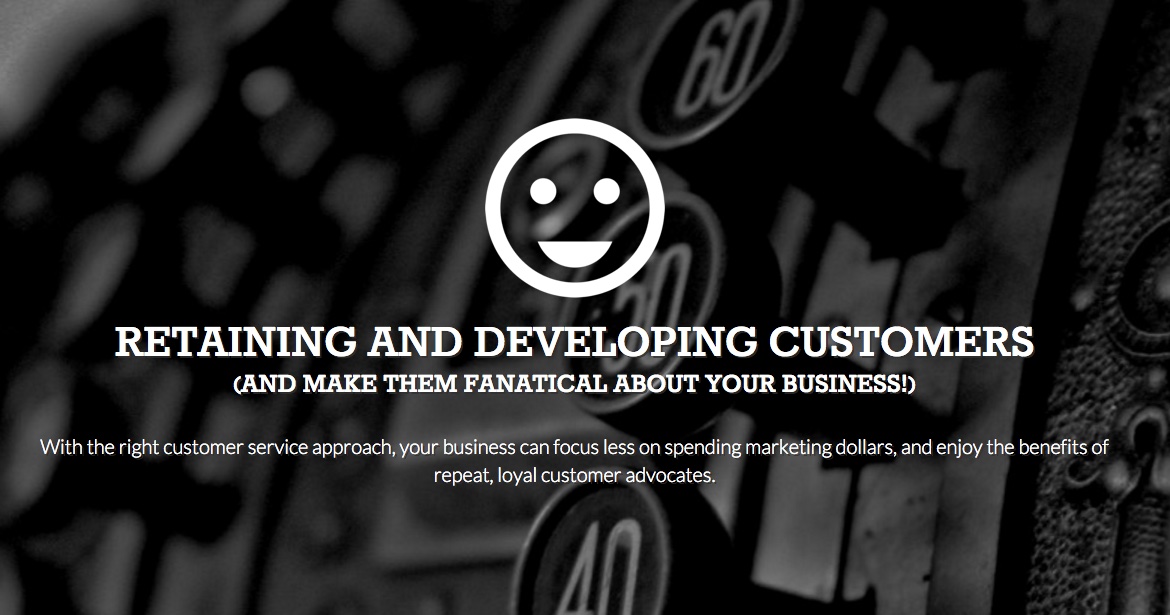 60
50
RETAINING AND DEVELOPING CUSTOMERS
(AND MAKE THEM FANATICAL ABOUT YOUR BUSINESS!)
With the right customer service approach, your business can focus less on spending marketing dollars, and enjoy the benefits of
repeat, loyal customer advocates.
40